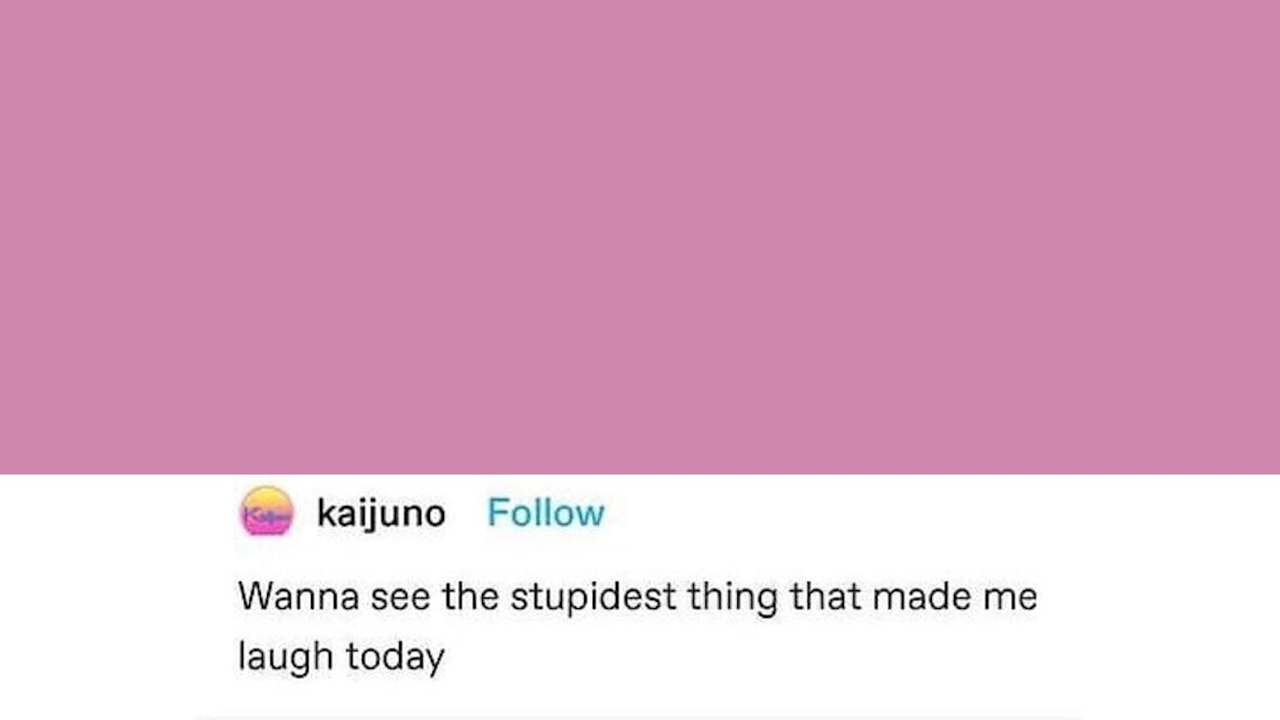 kaijuno Follow
Wanna see the stupidest thing that made me
laugh today